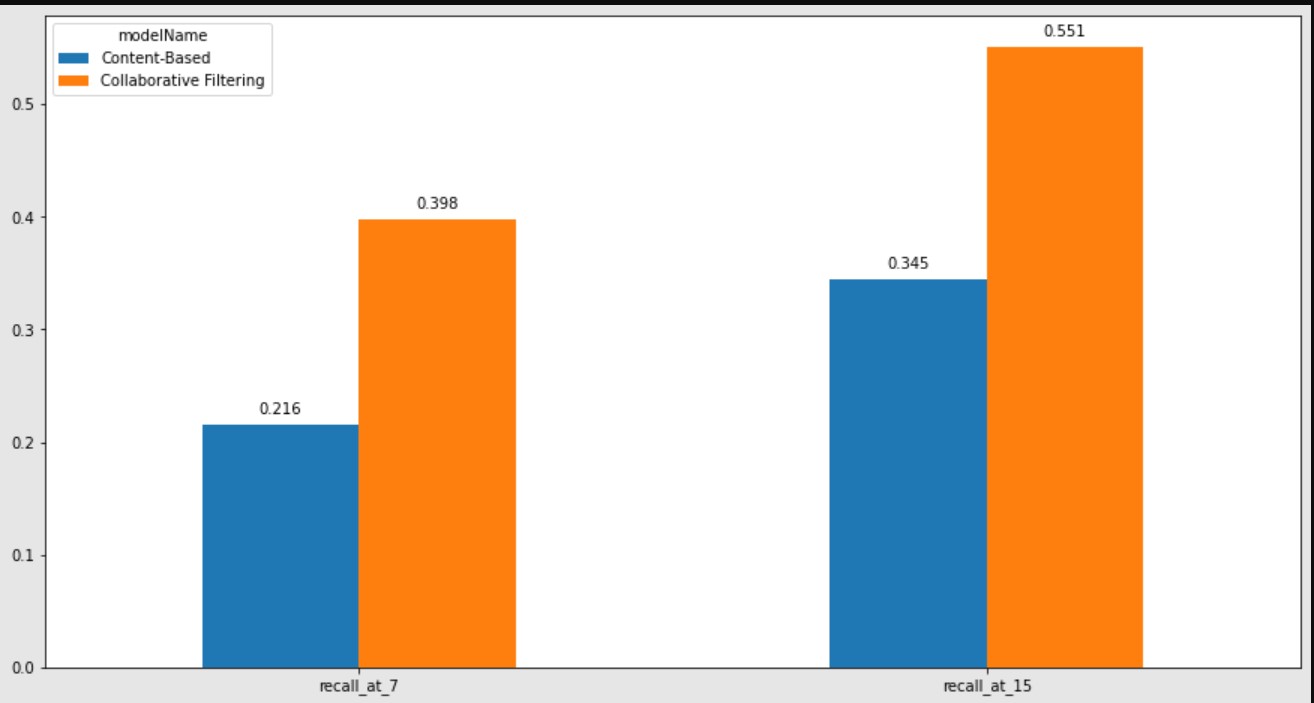 modelName
Content-Based
Collaborative Filtering
0.551
0.5
0.4
0.398
0.345
0.3
0.216
0.2
0.1
0.0
recall_at_7
recall_at_15